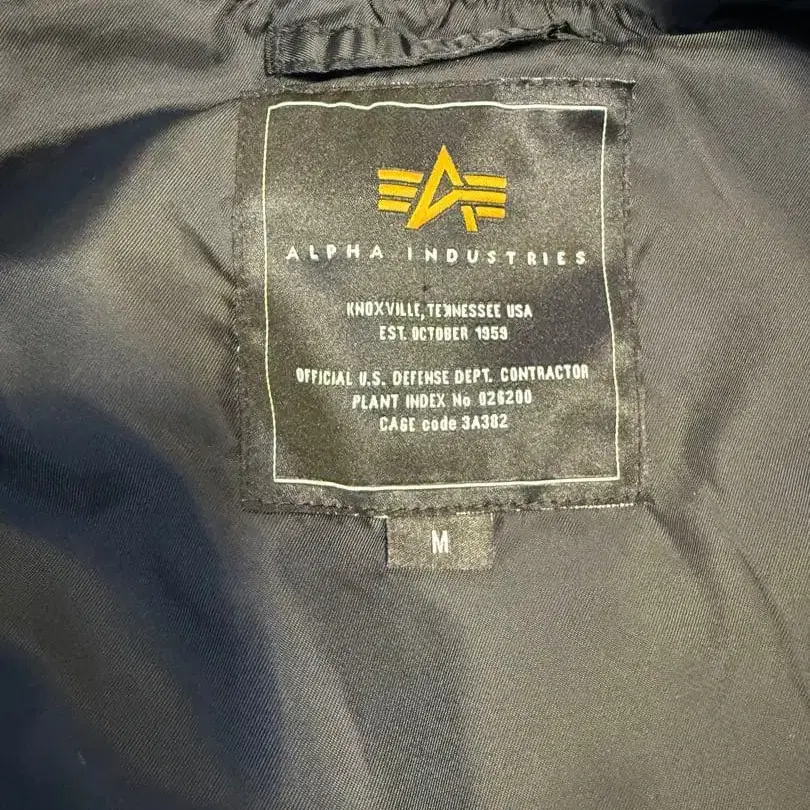 ALPHA INDUSTRIES
KNOXVILLE, TENNESSEE USA
EST. OCTOBER 1959
OFFICIAL U.S. DEFENSE DEPT. CONTRACTOR
PLANT INDEX No 026200
CAGE code 3A382
M